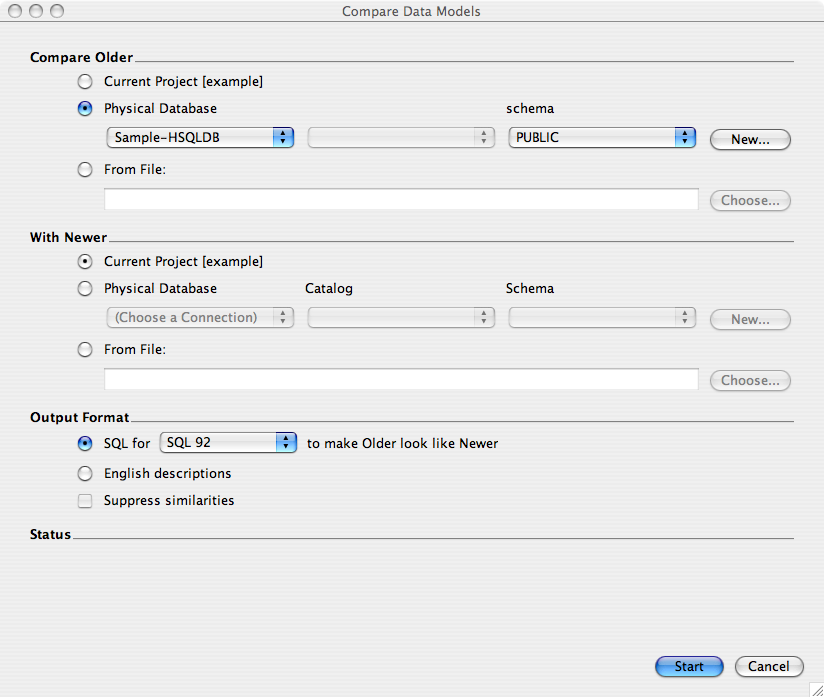 Compare Data Models
Compare Older
Current Project [example]
Physical Database schema
Sample-HSQLDB PUBLIC New...
From File:
Choose...
With Newer
Current Project [example]
Physical Database Catalog Schema
(Choose a Connection) New...
From File:
Choose...
Output Format
SQL for SQL 92 to make Older look like Newer
English descriptions
Suppress similarities
Status
Start Cancel